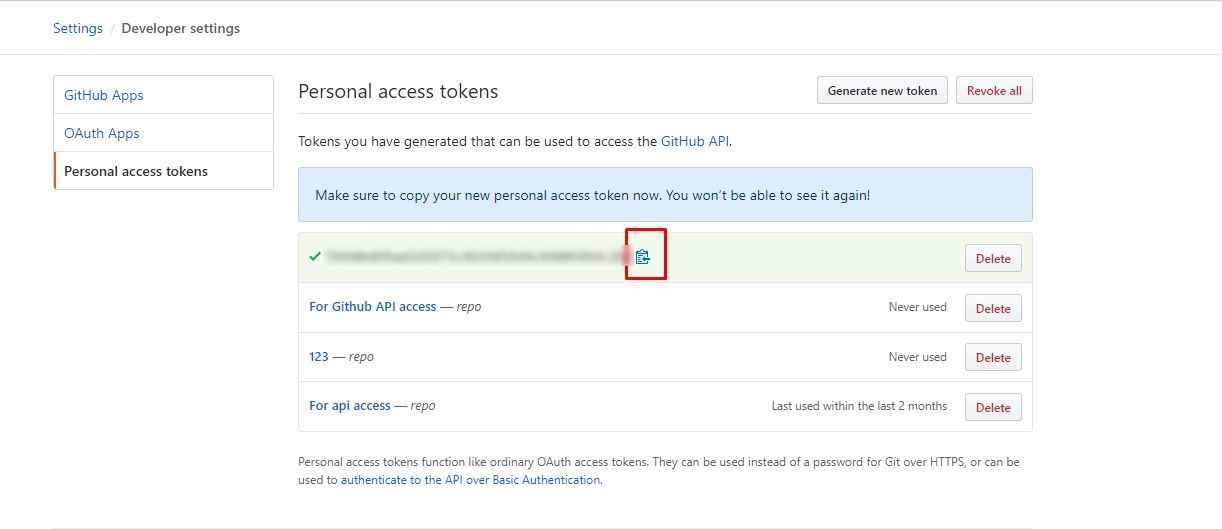 Settings / Developer settings
GitHub Apps
OAuth Apps
Personal access tokens
Personal access tokens
Generate new token
Revoke all
Tokens you have generated that can be used to access the GitHub API.
Make sure to copy your new personal access token now. You won’t be able to see it again!
Delete
For Github API access — repo
Never used
Delete
123 — repo
Never used
Delete
For api access — repo
Last used within the last 2 months
Delete
Personal access tokens function like ordinary OAuth access tokens. They can be used instead of a password for Git over HTTPS, or can be
used to authenticate to the API over Basic Authentication.